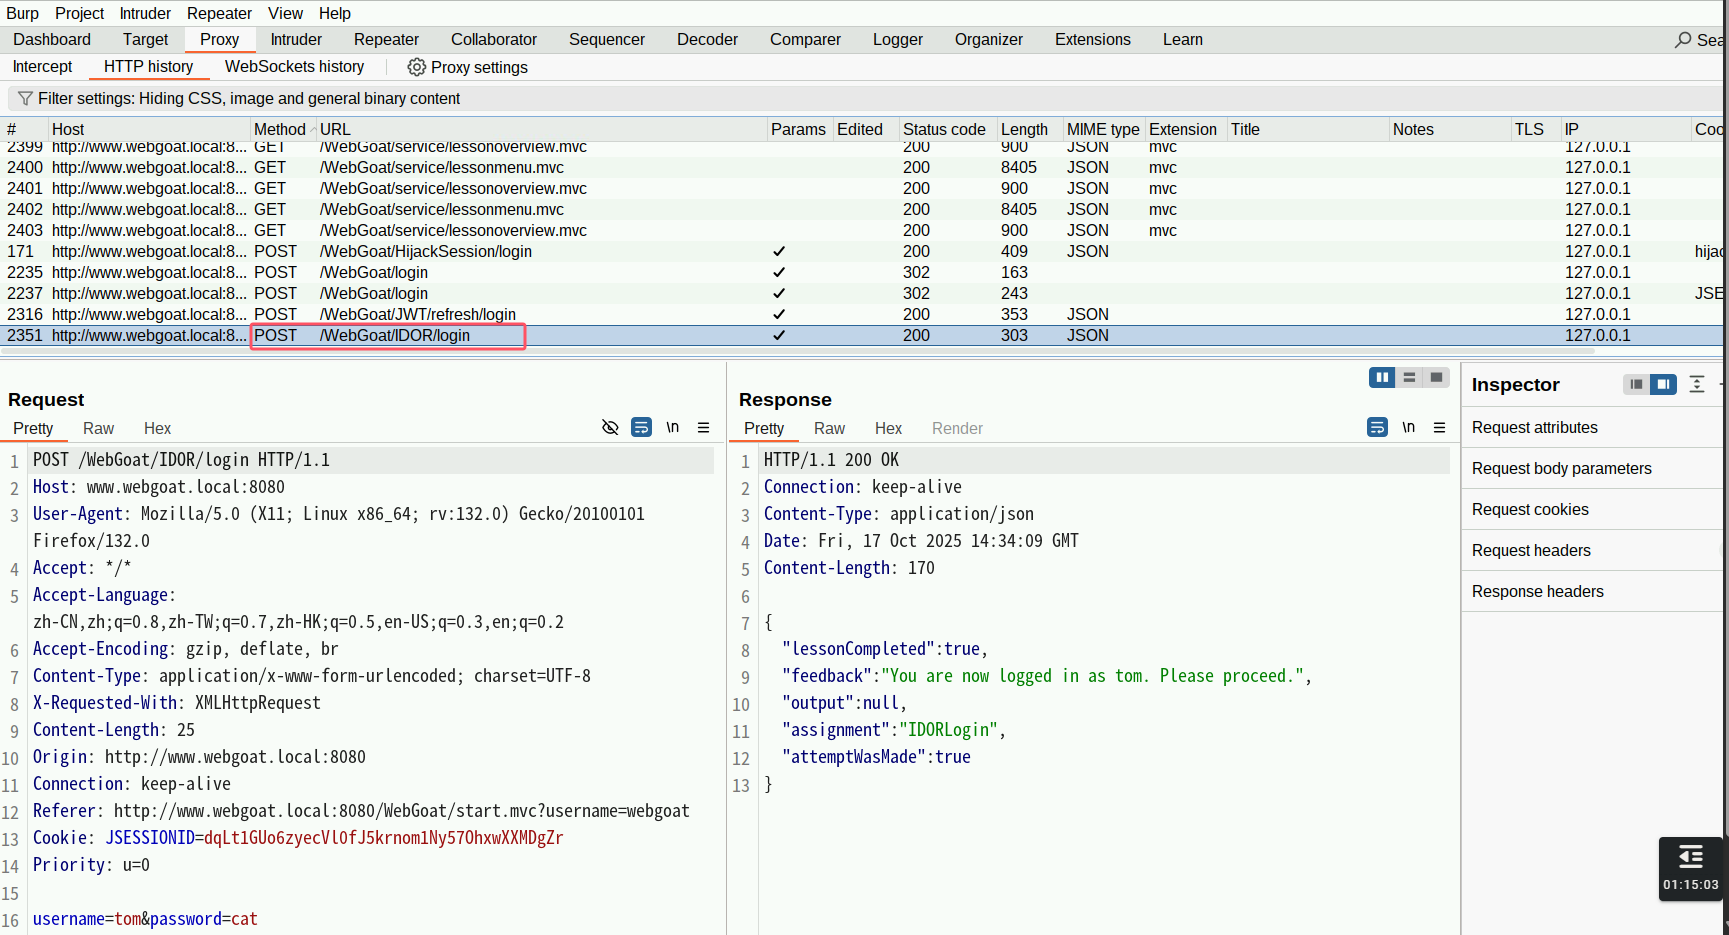 Burp Project Intruder Repeater View Help
Dashboard Target Proxy Intruder Repeater Collaborator Sequencer Decoder Comparer Logger Organizer Extensions Learn Sea
Intercept HTTP history WebSockets history Proxy settings
Filter settings: Hiding CSS, image and general binary content
# Host Method URL Params Edited Status code Length MIME type Extension Title Notes TLS IP Coo
2399 http://www.webgoat.local:8... GET /WebGoat/service/lessonoverview.mvc 200 900 JSON mvc 127.0.0.1
2400 http://www.webgoat.local:8... GET /WebGoat/service/lessonmenu.mvc 200 8405 JSON mvc 127.0.0.1
2401 http://www.webgoat.local:8... GET /WebGoat/service/lessonoverview.mvc 200 900 JSON mvc 127.0.0.1
2402 http://www.webgoat.local:8... GET /WebGoat/service/lessonmenu.mvc 200 8405 JSON mvc 127.0.0.1
2403 http://www.webgoat.local:8... GET /WebGoat/service/lessonoverview.mvc 200 900 JSON mvc 127.0.0.1
171 http://www.webgoat.local:8... POST /WebGoat/HijackSession/login ✓ 200 409 JSON 127.0.0.1 hijac
2235 http://www.webgoat.local:8... POST /WebGoat/login ✓ 302 163 127.0.0.1
2237 http://www.webgoat.local:8... POST /WebGoat/login ✓ 302 243 127.0.0.1 JSE
2316 http://www.webgoat.local:8... POST /WebGoat/JWT/refresh/login ✓ 200 353 JSON 127.0.0.1
2351 http://www.webgoat.local:8... POST /WebGoat/IDOR/login ✓ 200 303 JSON 127.0.0.1
Request
Pretty Raw Hex \n
1 POST /WebGoat/IDOR/login HTTP/1.1
2 Host: www.webgoat.local:8080
3 User-Agent: Mozilla/5.0 (X11; Linux x86_64; rv:132.0) Gecko/20100101
Firefox/132.0
4 Accept: */*
5 Accept-Language:
zh-CN,zh;q=0.8,zh-TW;q=0.7,zh-HK;q=0.5,en-US;q=0.3,en;q=0.2
6 Accept-Encoding: gzip, deflate, br
7 Content-Type: application/x-www-form-urlencoded; charset=UTF-8
8 X-Requested-With: XMLHttpRequest
9 Content-Length: 25
10 Origin: http://www.webgoat.local:8080
11 Connection: keep-alive
12 Referer: http://www.webgoat.local:8080/WebGoat/start.mvc?username=webgoat
13 Cookie: JSESSIONID=dqLt1GUo6zyecVl0fJ5krnom1Ny57OhxwXXMDgZr
14 Priority: u=0
15
16 username=tom&password=cat
Response
Pretty Raw Hex Render \n
1 HTTP/1.1 200 OK
2 Connection: keep-alive
3 Content-Type: application/json
4 Date: Fri, 17 Oct 2025 14:34:09 GMT
5 Content-Length: 170
6
7 {
8 "lessonCompleted":true,
9 "feedback":"You are now logged in as tom. Please proceed.",
10 "output":null,
11 "assignment":"IDORLogin",
12 "attemptWasMade":true
13 }
Inspector
Request attributes
Request body parameters
Request cookies
Request headers
Response headers
01:15:03